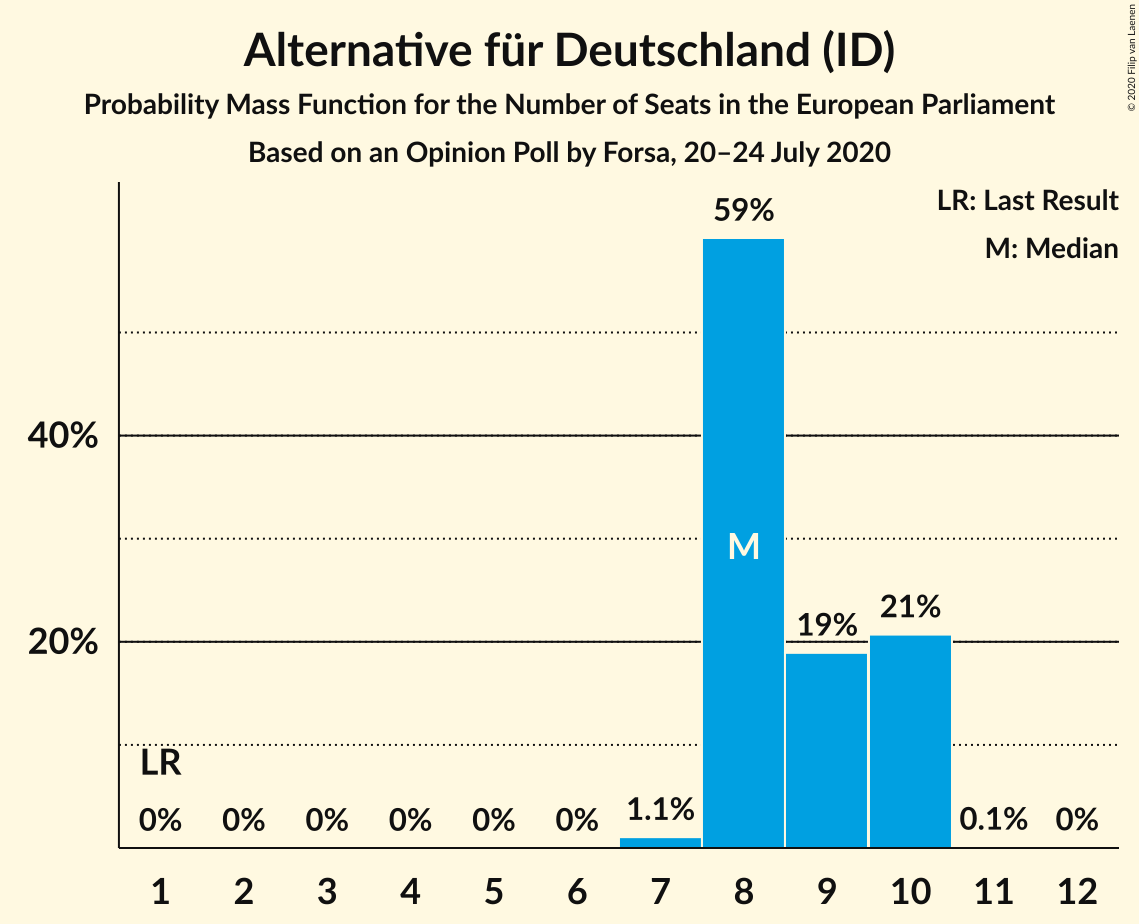 Alternative für Deutschland (ID)
Probability Mass Function for the Number of Seats in the European Parliament
Based on an Opinion Poll by Forsa, 20–24 July 2020
© 2020 Filip van Laenen
LR: Last Result
M: Median
59%
40%
M
21%
19%
20%
LR
0% 0% 0% 0% 0% 0% 1.1% 0.1% 0%
1 2 3 4 5 6 7 8 9 10 11 12